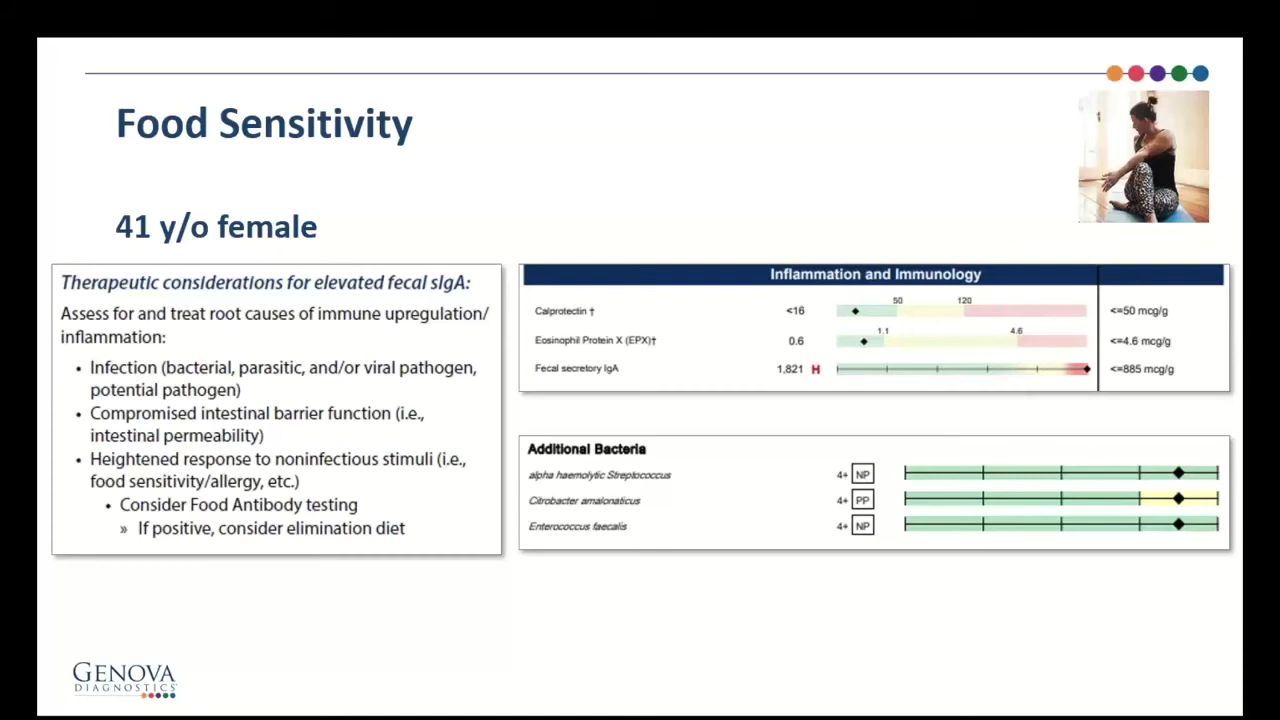 Food Sensitivity
41 y/o female
Therapeutic considerations for elevated fecal sIgA:
Assess for and treat root causes of immune upregulation/
inflammation:
• Infection (bacterial, parasitic, and/or viral pathogen,
potential pathogen)
• Compromised intestinal barrier function (i.e.,
intestinal permeability)
• Heightened response to noninfectious stimuli (i.e.,
food sensitivity/allergy, etc.)
• Consider Food Antibody testing
» If positive, consider elimination diet
Inflammation and Immunology
50 120
Calprotectin † <16 <=50 mcg/g
1.1 4.6
Eosinophil Protein X (EPX)† 0.6 <=4.6 mcg/g
Fecal secretory IgA 1,821 H <=885 mcg/g
Additional Bacteria
alpha haemolytic Streptococcus 4+ NP
Citrobacter amalonaticus 4+ PP
Enterococcus faecalis 4+ NP
GENOVA
DIAGNOSTICS